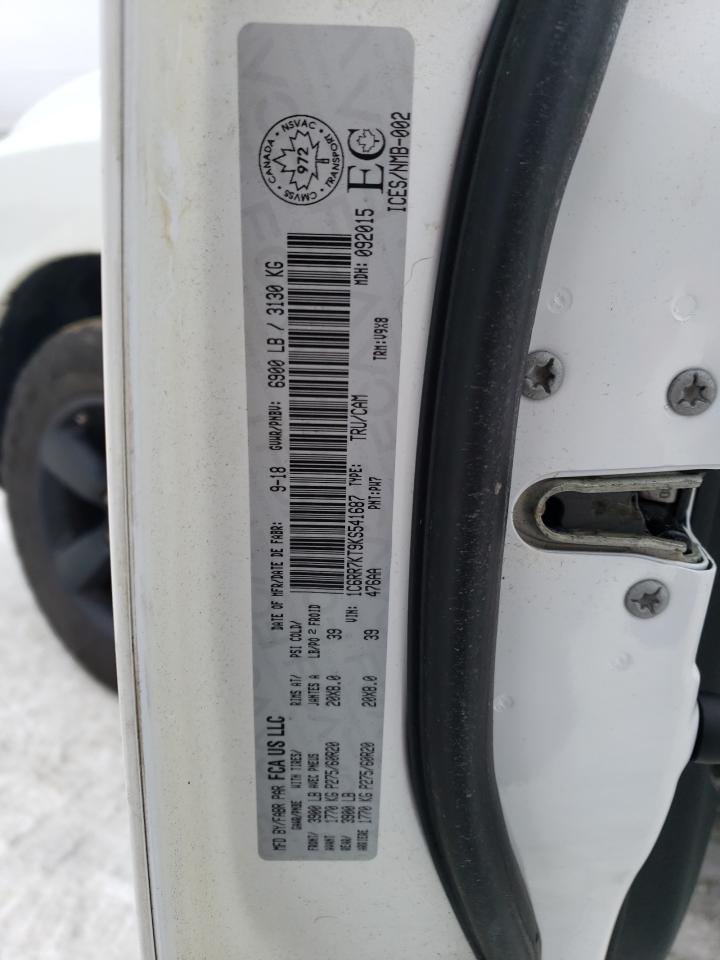 MFD BY/FABR PAR FCA US LLC
DATE OF MFR/DATE DE FABR: 9-18
GVWR/PNBV: 6900 LB / 3130 KG
GAWR/PNBE WITH TIRES/ RIMS AT/ PSI COLD/
FRONT/ 3900 LB AVEC PNEUS JANTES A LB/PO2 FROID
AVANT 1770 KG P275/60R20 20X8.0 39
REAR/ 3900 LB
ARRIERE 1770 KG P275/60R20 20X8.0 39
VIN: 1C6RR7KT9KS541687 TYPE: TRU/CAM
476AA PNT: PW7 TRM: V9X8
MDH: 092015
CANADA NSVAC
972
CMVSS TRANSPORT
EC
ICES/NMB-002